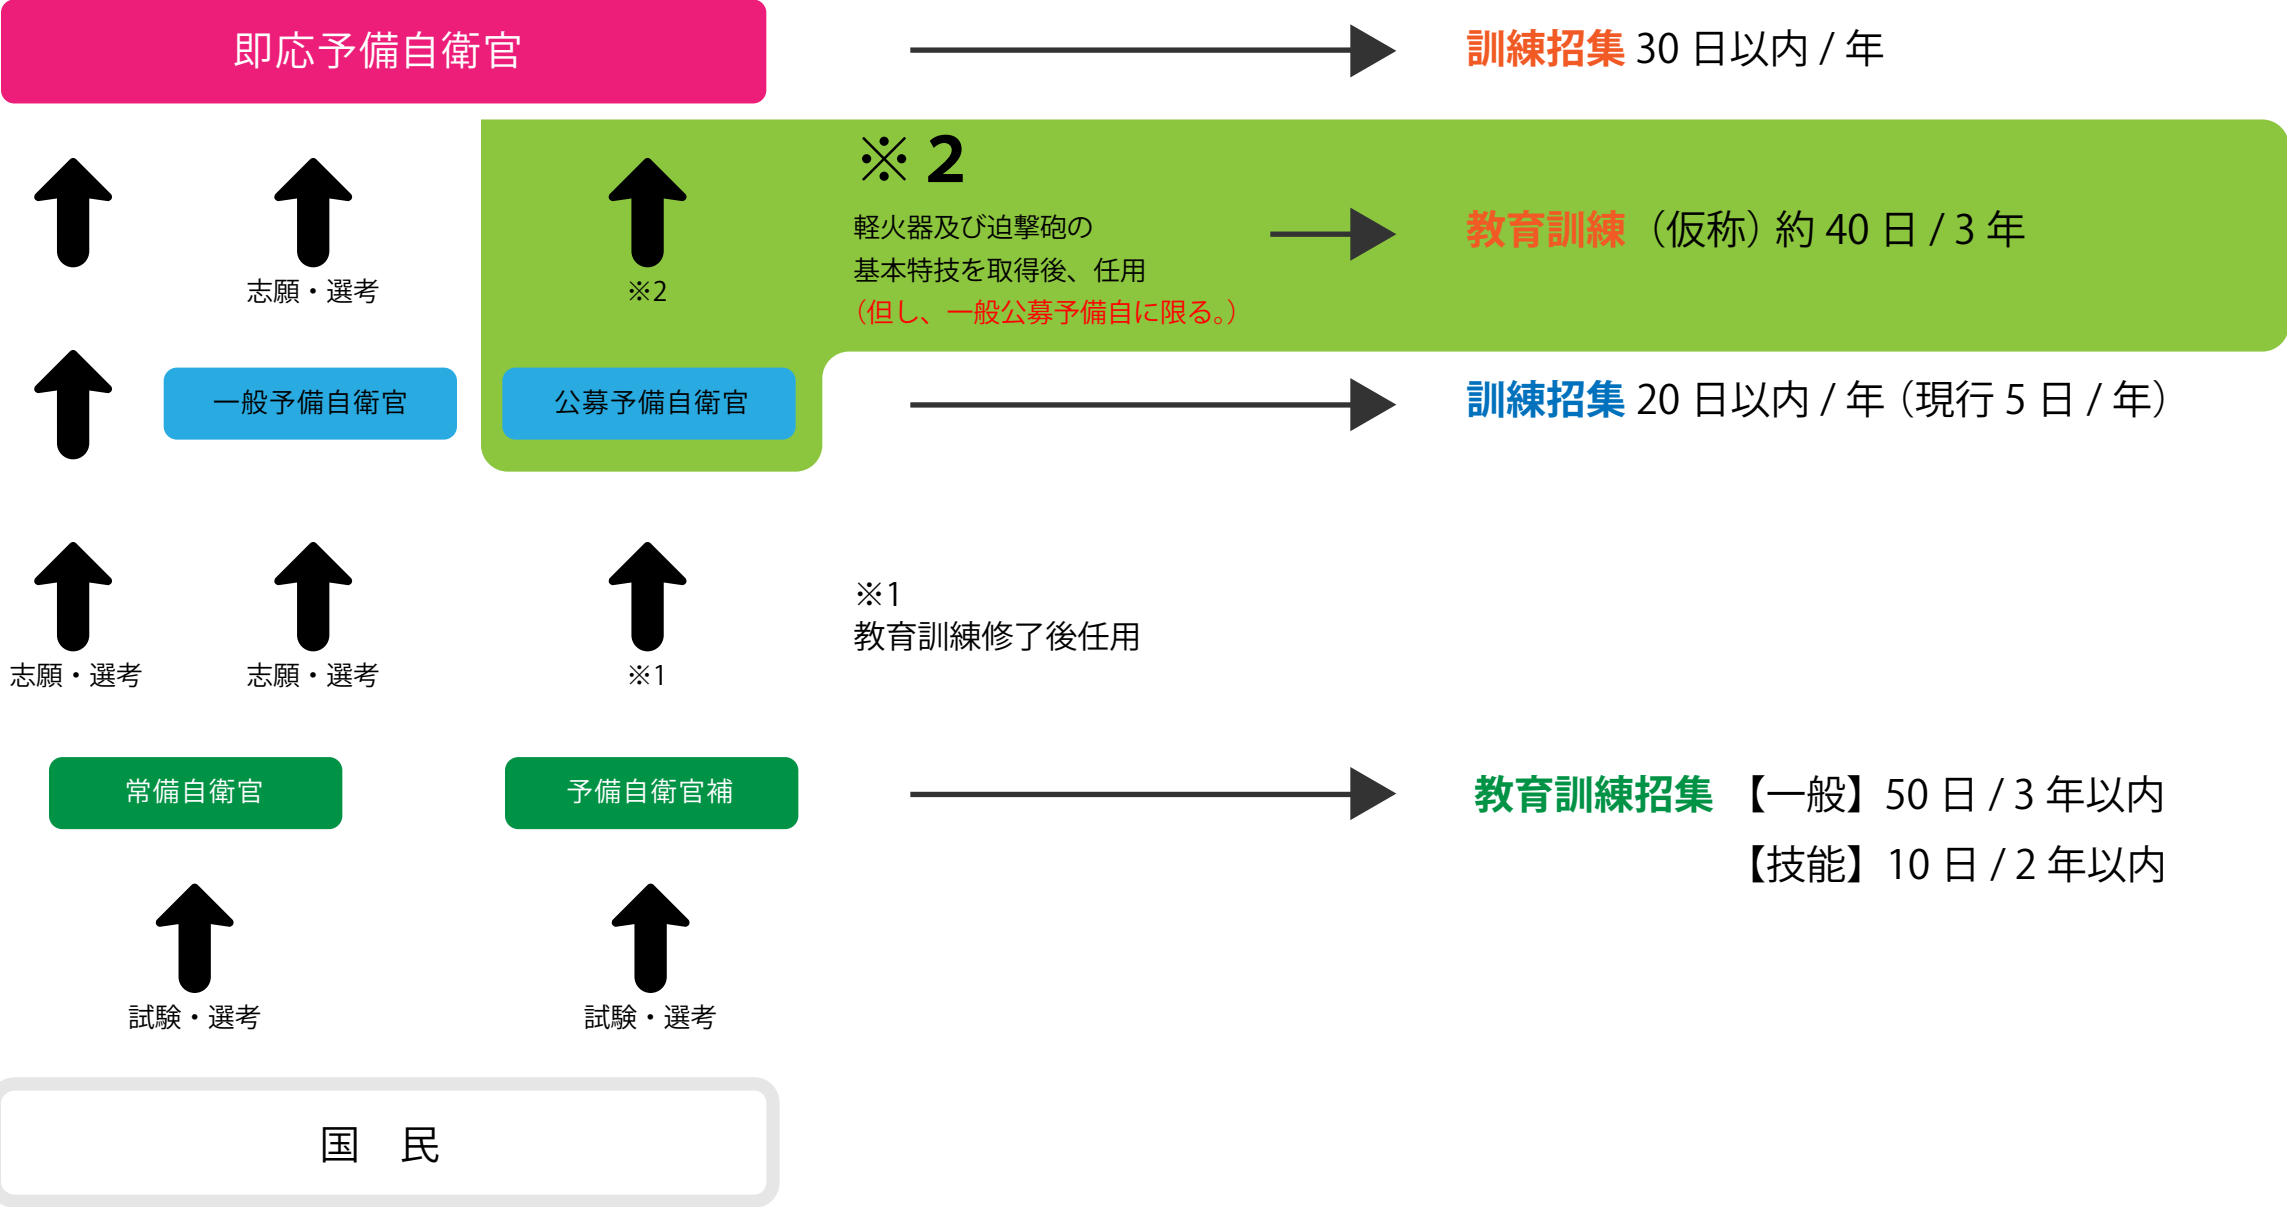 即応予備自衛官
訓練招集 30 日以内 / 年
※ 2
軽火器及び迫撃砲の
基本特技を取得後、任用
（但し、一般公募予備自に限る。）
教育訓練（仮称）約 40 日 / 3 年
志願・選考
※2
一般予備自衛官
公募予備自衛官
訓練招集 20 日以内 / 年（現行 5 日 / 年）
※1
教育訓練修了後任用
志願・選考
志願・選考
※1
常備自衛官
予備自衛官補
教育訓練招集 【一般】50 日 / 3 年以内
【技能】10 日 / 2 年以内
試験・選考
試験・選考
国　民